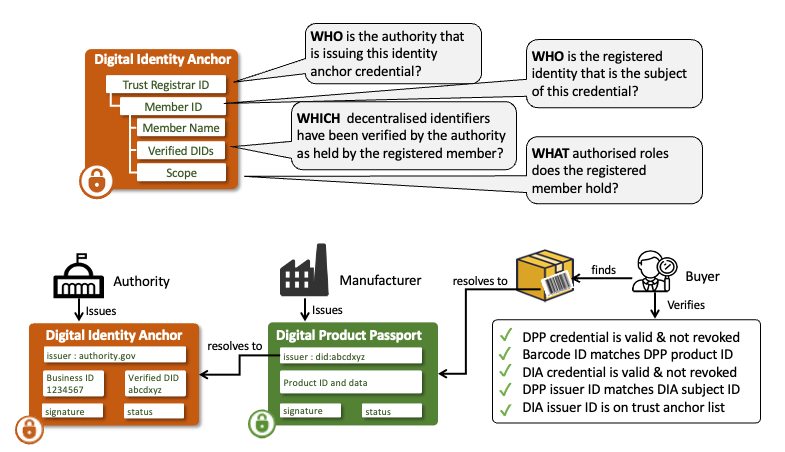 Digital Identity Anchor
Trust Registrar ID
Member ID
Member Name
Verified DIDs
Scope
WHO is the authority that
is issuing this identity
anchor credential?
WHO is the registered
identity that is the subject
of this credential?
WHICH decentralised identifiers
have been verified by the authority
as held by the registered member?
WHAT authorised roles
does the registered
member hold?
Authority
Issues
Digital Identity Anchor
issuer : authority.gov
Business ID
1234567
Verified DID
abcdxyz
signature
status
resolves to
Manufacturer
Issues
Digital Product Passport
issuer : did:abcdxyz
Product ID and data
signature
status
resolves to
finds
Buyer
Verifies
✓ DPP credential is valid & not revoked
✓ Barcode ID matches DPP product ID
✓ DIA credential is valid & not revoked
✓ DPP issuer ID matches DIA subject ID
✓ DIA issuer ID is on trust anchor list